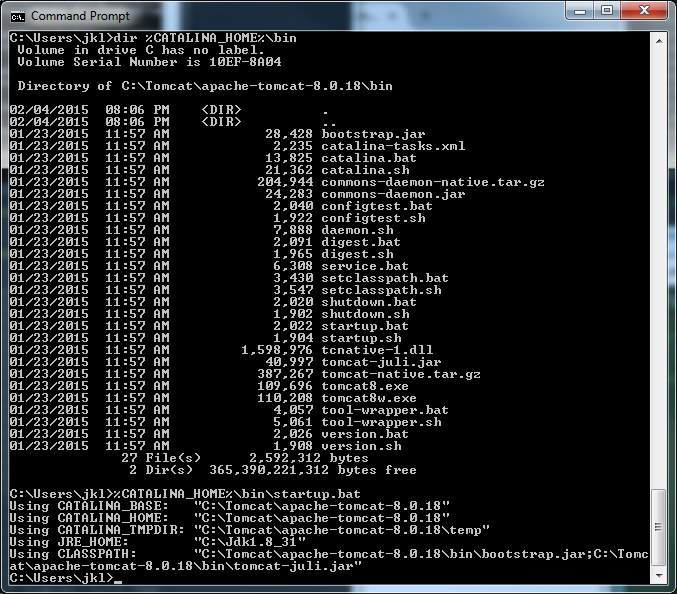 Command Prompt
C:\Users\jkl>dir %CATALINA_HOME%\bin
 Volume in drive C has no label.
 Volume Serial Number is 10EF-8A04
 Directory of C:\Tomcat\apache-tomcat-8.0.18\bin
02/04/2015  08:06 PM    <DIR>          .
02/04/2015  08:06 PM    <DIR>          ..
01/23/2015  11:57 AM            28,428 bootstrap.jar
01/23/2015  11:57 AM             2,235 catalina-tasks.xml
01/23/2015  11:57 AM            13,825 catalina.bat
01/23/2015  11:57 AM            21,362 catalina.sh
01/23/2015  11:57 AM           204,944 commons-daemon-native.tar.gz
01/23/2015  11:57 AM            24,283 commons-daemon.jar
01/23/2015  11:57 AM             2,040 configtest.bat
01/23/2015  11:57 AM             1,922 configtest.sh
01/23/2015  11:57 AM             7,888 daemon.sh
01/23/2015  11:57 AM             2,091 digest.bat
01/23/2015  11:57 AM             1,965 digest.sh
01/23/2015  11:57 AM             6,308 service.bat
01/23/2015  11:57 AM             3,430 setclasspath.bat
01/23/2015  11:57 AM             3,547 setclasspath.sh
01/23/2015  11:57 AM             2,020 shutdown.bat
01/23/2015  11:57 AM             1,902 shutdown.sh
01/23/2015  11:57 AM             2,022 startup.bat
01/23/2015  11:57 AM             1,904 startup.sh
01/23/2015  11:57 AM         1,598,976 tcnative-1.dll
01/23/2015  11:57 AM            40,997 tomcat-juli.jar
01/23/2015  11:57 AM           387,267 tomcat-native.tar.gz
01/23/2015  11:57 AM           109,696 tomcat8.exe
01/23/2015  11:57 AM           110,208 tomcat8w.exe
01/23/2015  11:57 AM             4,057 tool-wrapper.bat
01/23/2015  11:57 AM             5,061 tool-wrapper.sh
01/23/2015  11:57 AM             2,026 version.bat
01/23/2015  11:57 AM             1,908 version.sh
              27 File(s)      2,592,312 bytes
               2 Dir(s)  365,390,221,312 bytes free
C:\Users\jkl>%CATALINA_HOME%\bin\startup.bat
Using CATALINA_BASE:   "C:\Tomcat\apache-tomcat-8.0.18"
Using CATALINA_HOME:   "C:\Tomcat\apache-tomcat-8.0.18"
Using CATALINA_TMPDIR: "C:\Tomcat\apache-tomcat-8.0.18\temp"
Using JRE_HOME:        "C:\Jdk1.8_31"
Using CLASSPATH:       "C:\Tomcat\apache-tomcat-8.0.18\bin\bootstrap.jar;C:\Tomc
at\apache-tomcat-8.0.18\bin\tomcat-juli.jar"
C:\Users\jkl>_